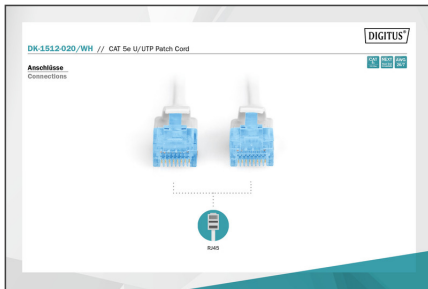 DIGITUS®
DK-1512-020/WH // CAT 5e U/UTP Patch Cord
Anschlüsse
Connections
RJ45